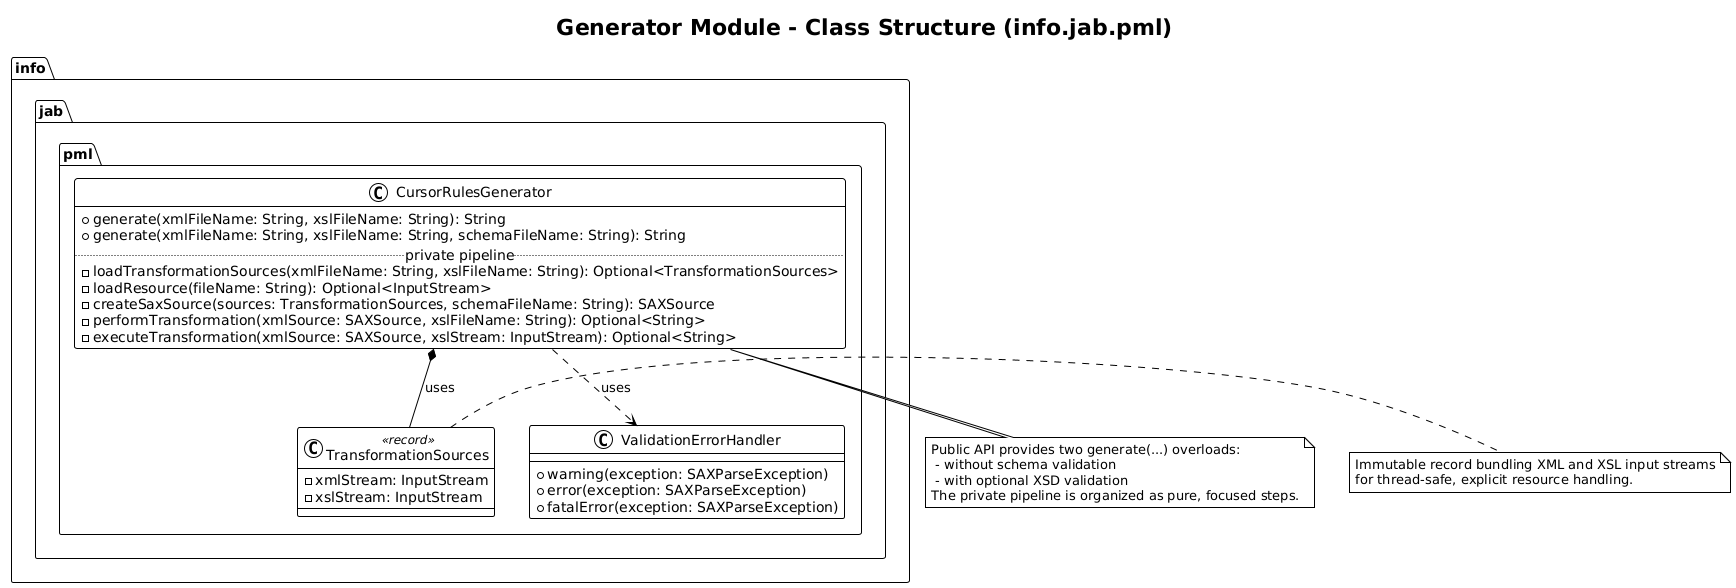 Generator Module - Class Structure (info.jab.pml)
info
jab
pml
C CursorRulesGenerator
generate(xmlFileName: String, xslFileName: String): String
generate(xmlFileName: String, xslFileName: String, schemaFileName: String): String
private pipeline
loadTransformationSources(xmlFileName: String, xslFileName: String): Optional<TransformationSources>
loadResource(fileName: String): Optional<InputStream>
createSaxSource(sources: TransformationSources, schemaFileName: String): SAXSource
performTransformation(xmlSource: SAXSource, xslFileName: String): Optional<String>
executeTransformation(xmlSource: SAXSource, xslStream: InputStream): Optional<String>
uses
uses
«record»
C TransformationSources
xmlStream: InputStream
xslStream: InputStream
C ValidationErrorHandler
warning(exception: SAXParseException)
error(exception: SAXParseException)
fatalError(exception: SAXParseException)
Public API provides two generate(...) overloads:
- without schema validation
- with optional XSD validation
The private pipeline is organized as pure, focused steps.
Immutable record bundling XML and XSL input streams
for thread-safe, explicit resource handling.